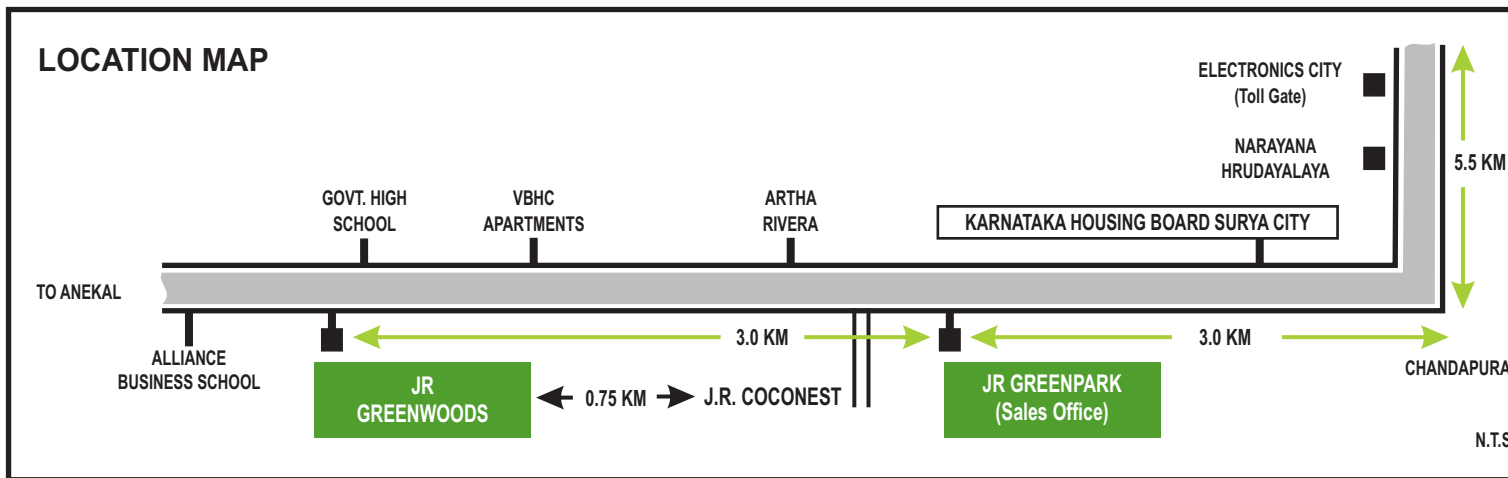 LOCATION MAP
ELECTRONICS CITY
(Toll Gate)
NARAYANA
HRUDAYALAYA
5.5 KM
GOVT. HIGH
SCHOOL
VBHC
APARTMENTS
ARTHA
RIVERA
KARNATAKA HOUSING BOARD SURYA CITY
TO ANEKAL
ALLIANCE
BUSINESS SCHOOL
3.0 KM
3.0 KM
CHANDAPURA
JR
GREENWOODS
0.75 KM
J.R. COCONEST
JR GREENPARK
(Sales Office)
N.T.S